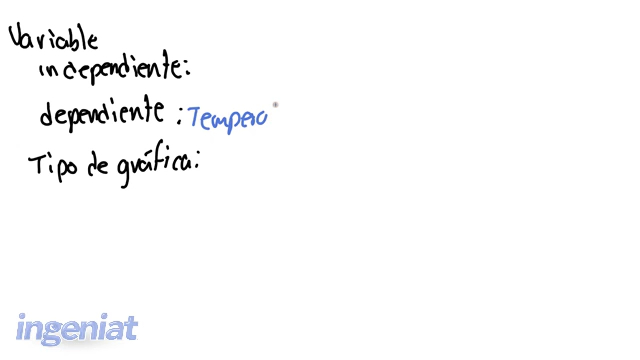 Variable
independiente:
dependiente : Tempera
Tipo de gráfica:
ingeniat